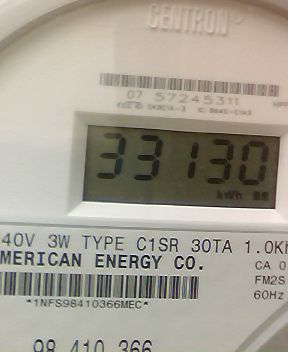 CENTRON®
07 57245311
33130
kWh
40V 3W TYPE C1SR 30TA 1.0K
MERICAN ENERGY CO.
CA 0
FM2S
60Hz
*1NFS98410366MEC*
98 410 366